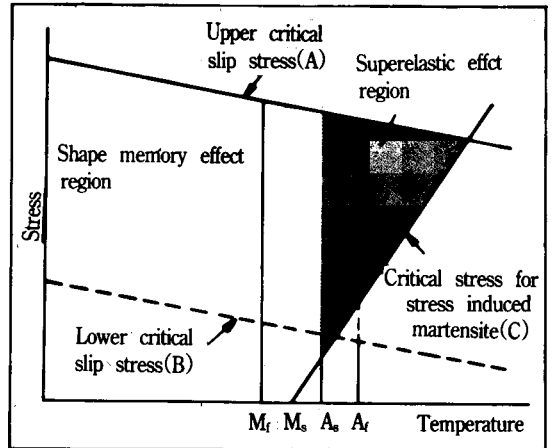 Upper critical
slip stress(A)
Superelastic effct
region
Shape memory effect
region
Stress
Critical stress for
stress induced
martensite(C)
Lower critical
slip stress(B)
Mf Ms As Af Temperature